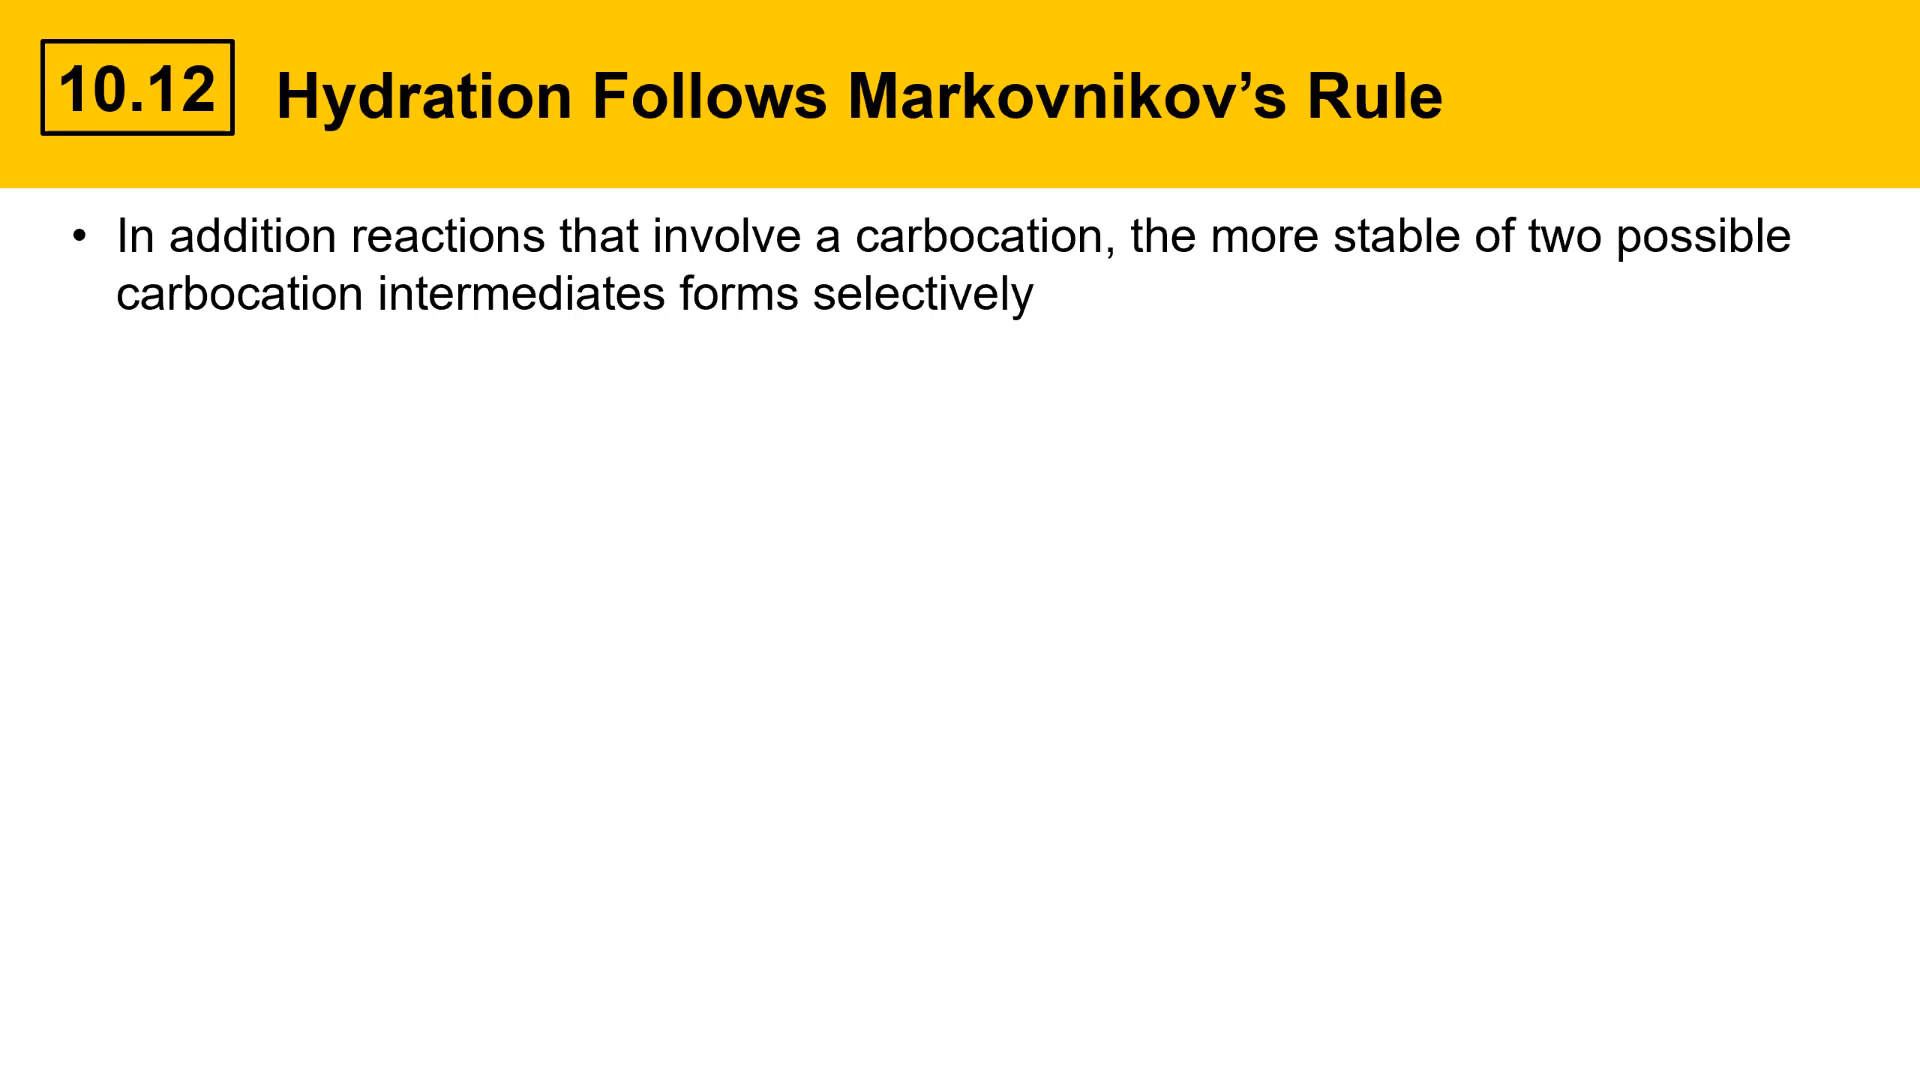 10.12
Hydration Follows Markovnikov’s Rule
• In addition reactions that involve a carbocation, the more stable of two possible
carbocation intermediates forms selectively